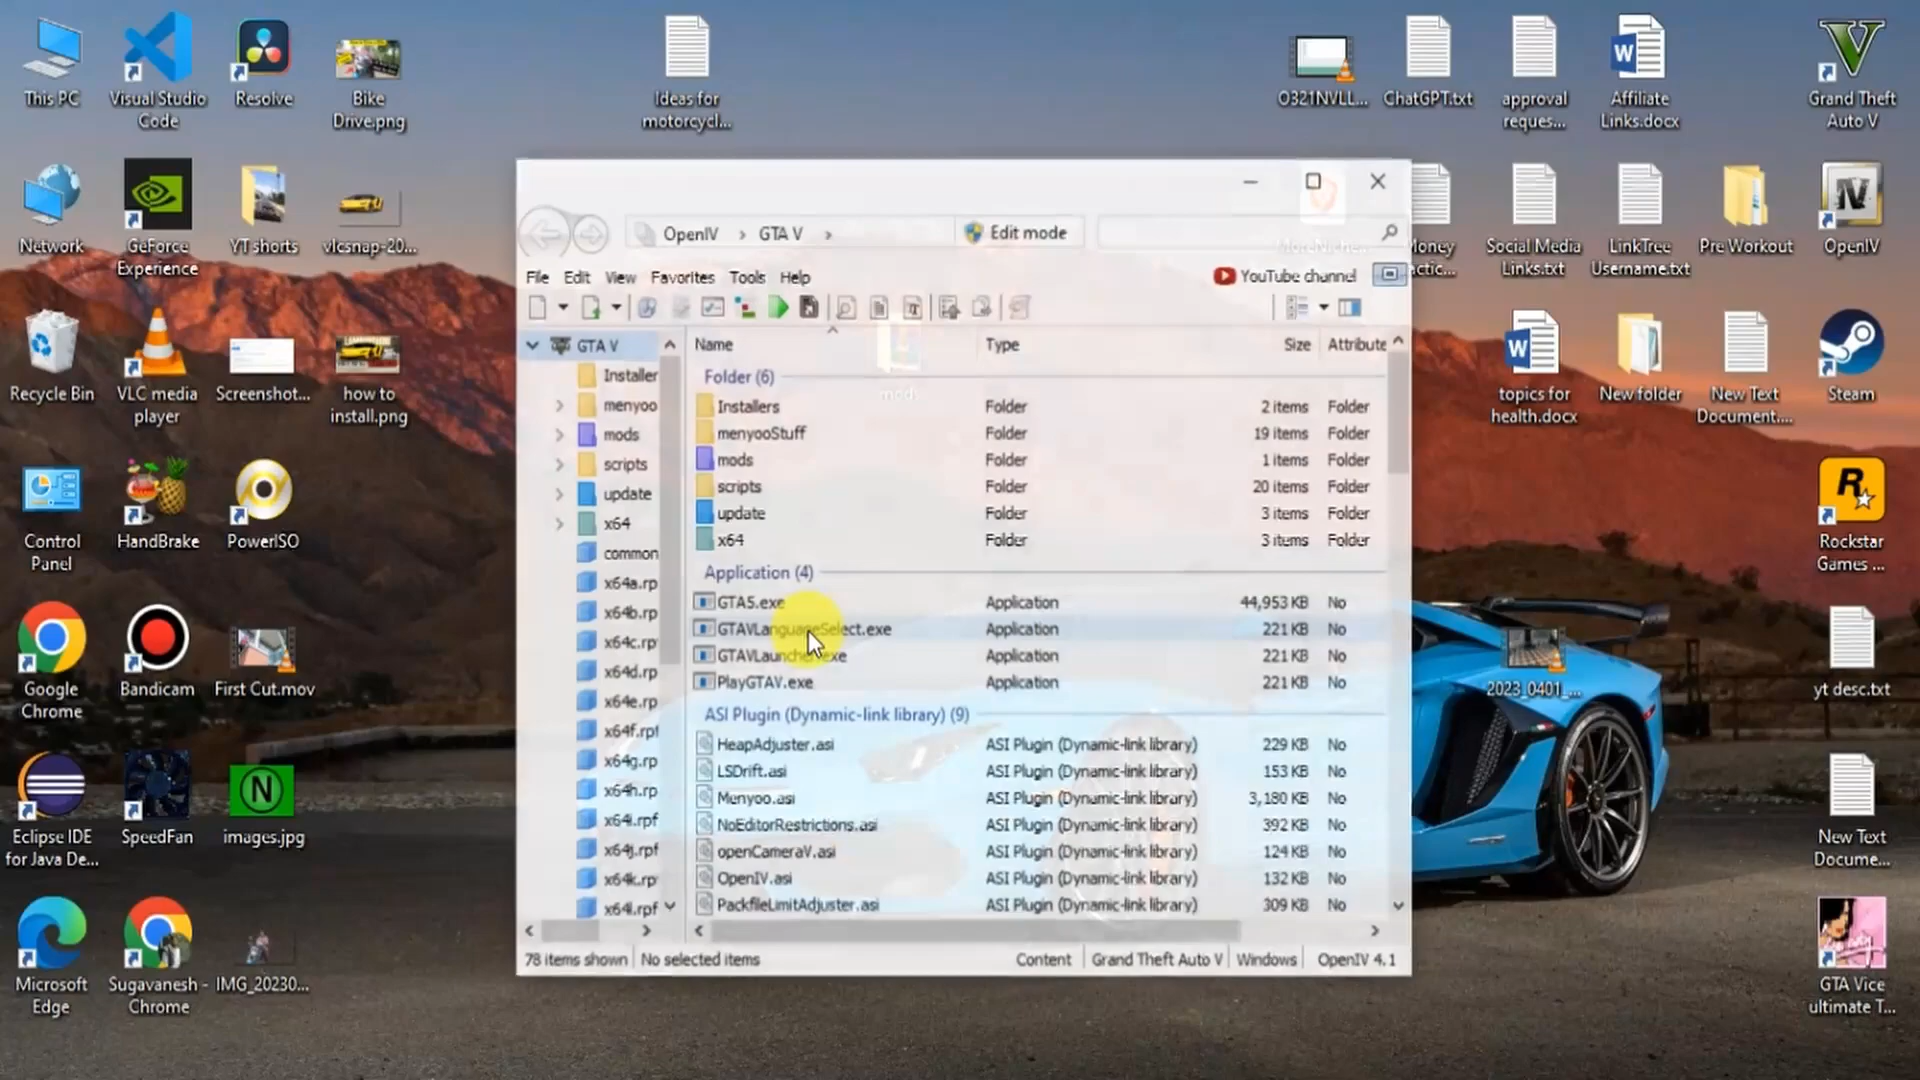 This PC
Visual Studio
Code
Resolve
Bike
Drive.png
Ideas for
motorcycl...
O321NVLL...
ChatGPT.txt
approval
reques...
Affiliate
Links.docx
Grand Theft
Auto V
Network
GeForce
Experience
YT shorts
vlcsnap-20...
Social Media
Links.txt
LinkTree
Username.txt
Pre Workout
OpenIV
Recycle Bin
VLC media
player
Screenshot...
how to
install.png
topics for
health.docx
New folder
New Text
Document....
Steam
Control
Panel
HandBrake
PowerISO
Rockstar
Games ...
Google
Chrome
Bandicam
First Cut.mov
2023_0401_...
yt desc.txt
Eclipse IDE
for Java De...
SpeedFan
images.jpg
New Text
Docume...
Microsoft
Edge
Sugavanesh -
Chrome
IMG_20230...
GTA Vice
ultimate T...
OpenIV > GTA V >
Edit mode
File Edit View Favorites Tools Help
YouTube channel
GTA V
Installer
menyoo
mods
scripts
update
x64
common
x64a.rp
x64b.rp
x64c.rp
x64d.rp
x64e.rp
x64f.rpf
x64g.rp
x64h.rp
x64i.rpf
x64j.rpf
x64k.rp
x64l.rpf
Name Type Size Attribute
Folder (6)
Installers Folder 2 items Folder
menyooStuff Folder 19 items Folder
mods Folder 1 items Folder
scripts Folder 20 items Folder
update Folder 3 items Folder
x64 Folder 3 items Folder
Application (4)
GTA5.exe Application 44,953 KB No
GTAVLanguageSelect.exe Application 221 KB No
GTAVLauncher.exe Application 221 KB No
PlayGTAV.exe Application 221 KB No
ASI Plugin (Dynamic-link library) (9)
HeapAdjuster.asi ASI Plugin (Dynamic-link library) 229 KB No
LSDrift.asi ASI Plugin (Dynamic-link library) 153 KB No
Menyoo.asi ASI Plugin (Dynamic-link library) 3,180 KB No
NoEditorRestrictions.asi ASI Plugin (Dynamic-link library) 392 KB No
openCameraV.asi ASI Plugin (Dynamic-link library) 124 KB No
OpenIV.asi ASI Plugin (Dynamic-link library) 132 KB No
PackfileLimitAdjuster.asi ASI Plugin (Dynamic-link library) 309 KB No
78 items shown No selected items Content Grand Theft Auto V Windows OpenIV 4.1